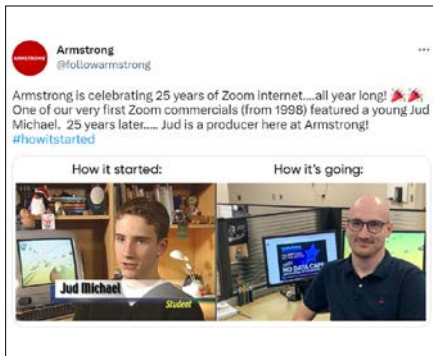 ARMSTRONG
Armstrong
@followarmstrong
Armstrong is celebrating 25 years of Zoom internet....all year long! 🎉🎉
One of our very first Zoom commercials (from 1998) featured a young Jud
Michael. 25 years later..... Jud is a producer here at Armstrong!
#howitstarted
How it started:
How it's going:
Jud Michael
Student
NO DATA CAPS